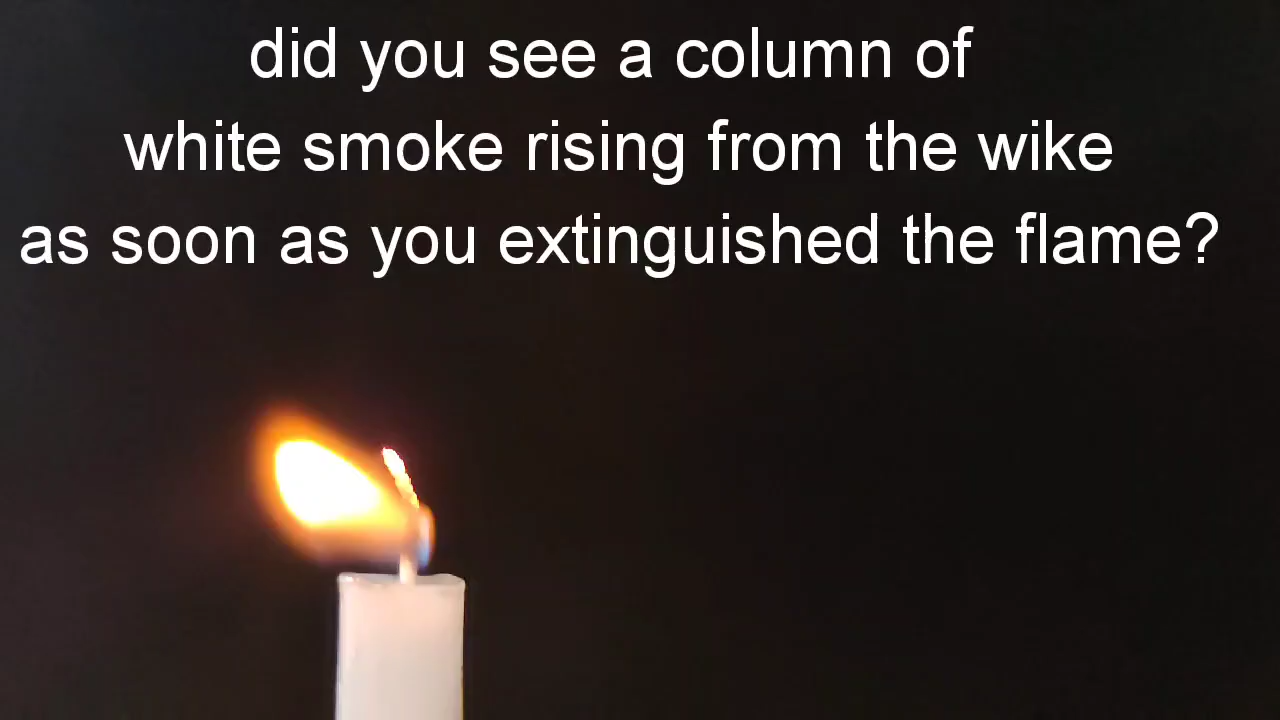 did you see a column of
white smoke rising from the wike
as soon as you extinguished the flame?